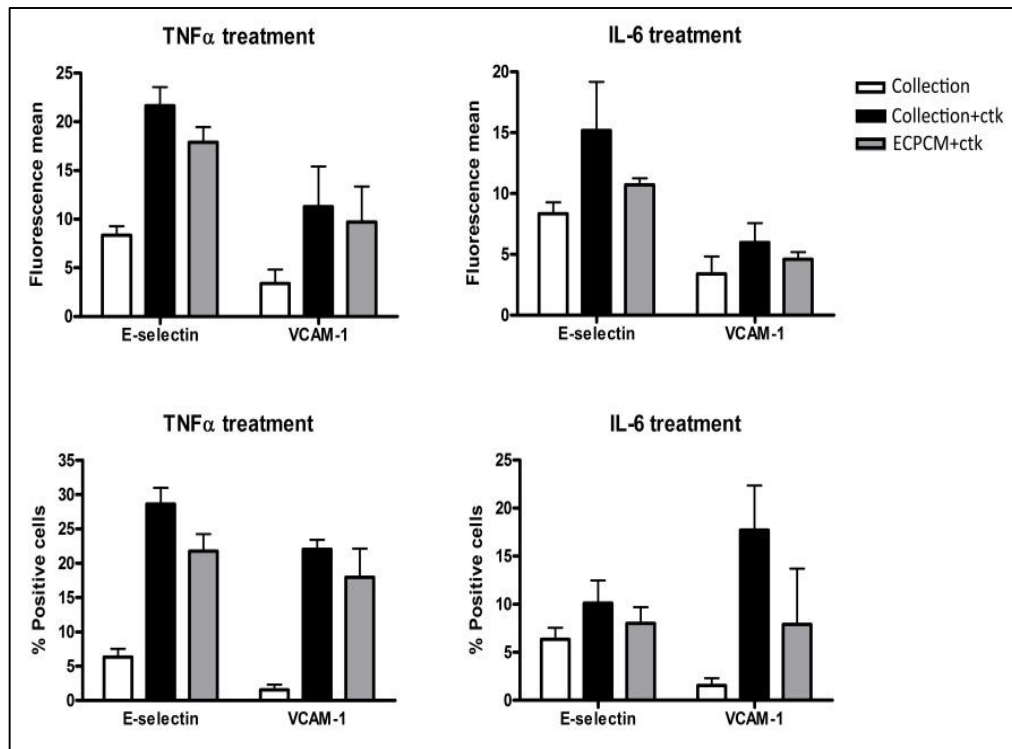 TNFα treatment
Fluorescence mean
25
20
15
10
5
0
E-selectin VCAM-1
IL-6 treatment
Fluorescence mean
20
15
10
5
0
E-selectin VCAM-1
Collection
Collection+ctk
ECPCM+ctk
TNFα treatment
% Positive cells
35
30
25
20
15
10
5
0
E-selectin VCAM-1
IL-6 treatment
% Positive cells
25
20
15
10
5
0
E-selectin VCAM-1